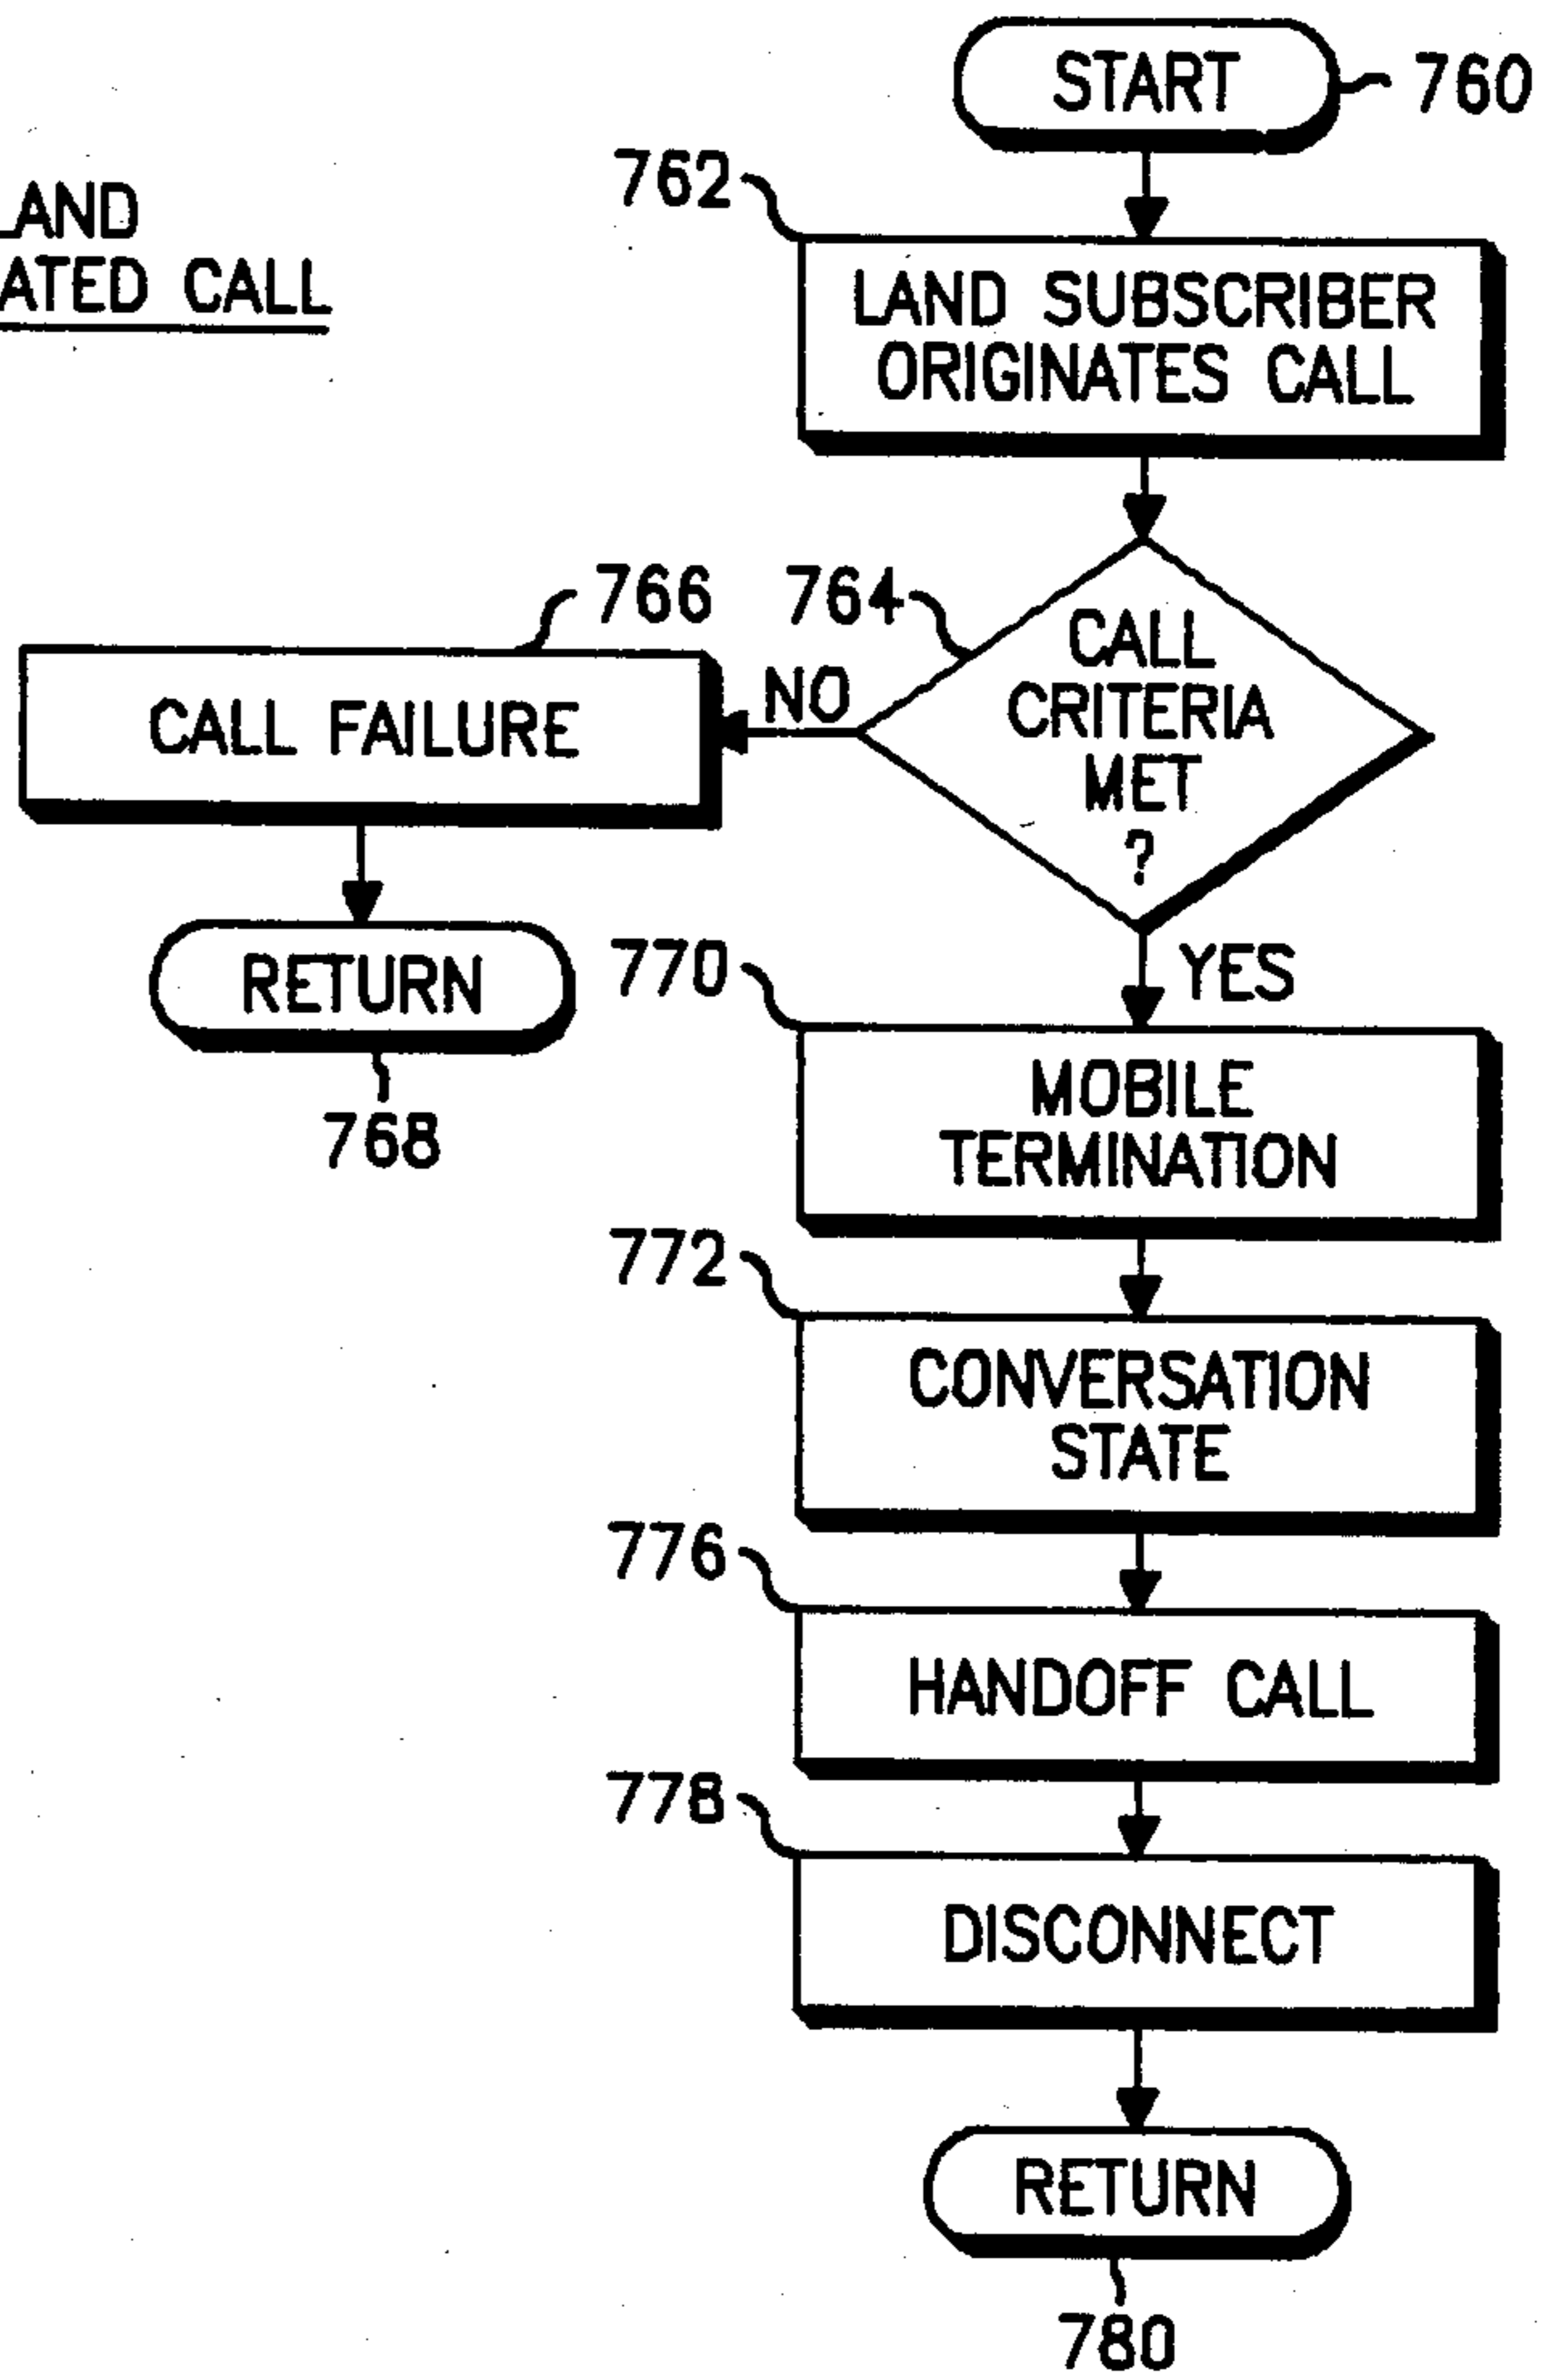 START
760
762
AND
ATED CALL
LAND SUBSCRIBER
ORIGINATES CALL
766
764
CALL
CRITERIA
MET
?
NO
CALL FAILURE
YES
RETURN
768
770
MOBILE
TERMINATION
772
CONVERSATION
STATE
776
HANDOFF CALL
778
DISCONNECT
RETURN
780